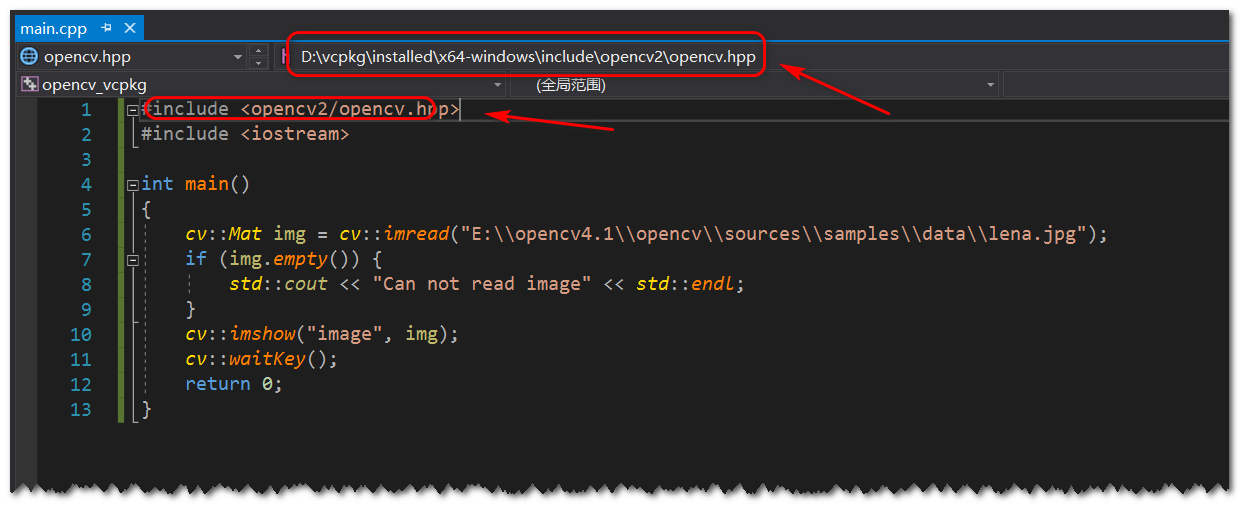 main.cpp
opencv.hpp D:\vcpkg\installed\x64-windows\include\opencv2\opencv.hpp
opencv_vcpkg (全局范围)
1 #include <opencv2/opencv.hpp>
2 #include <iostream>
3
4 int main()
5 {
6 cv::Mat img = cv::imread("E:\\opencv4.1\\opencv\\sources\\samples\\data\\lena.jpg");
7 if (img.empty()) {
8 std::cout << "Can not read image" << std::endl;
9 }
10 cv::imshow("image", img);
11 cv::waitKey();
12 return 0;
13 }